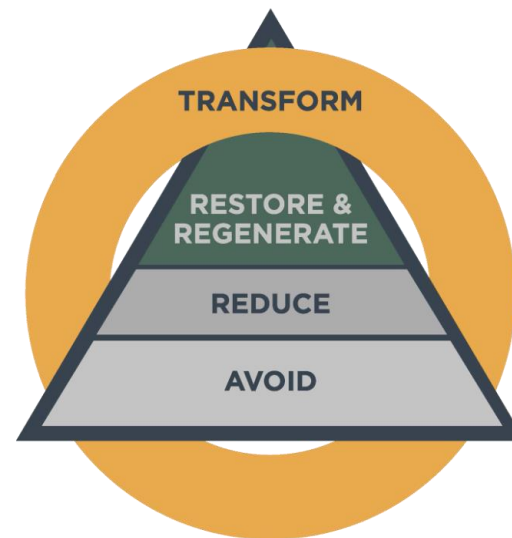 TRANSFORM
RESTORE &
REGENERATE
REDUCE
AVOID